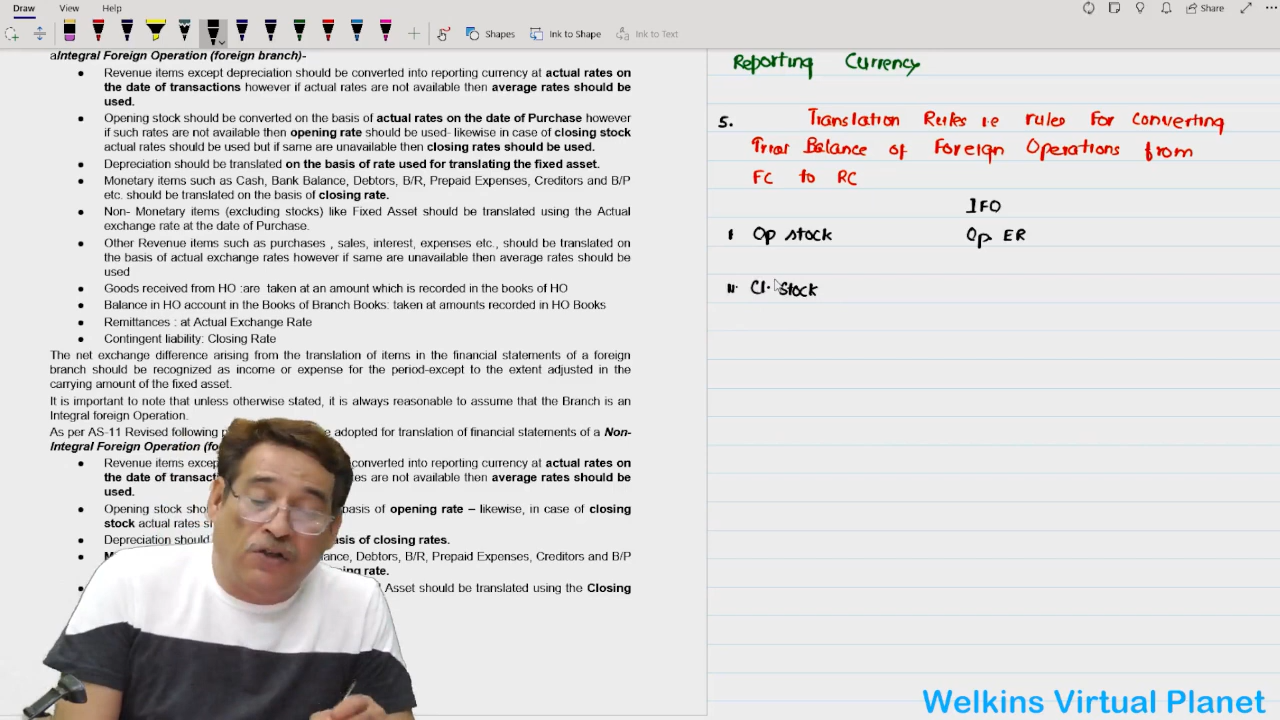 Draw View Help
Share
Shapes Ink to Shape Ink to Text
aIntegral Foreign Operation (foreign branch)-
● Revenue items except depreciation should be converted into reporting currency at actual rates on
the date of transactions however if actual rates are not available then average rates should be
used.
● Opening stock should be converted on the basis of actual rates on the date of Purchase however
if such rates are not available then opening rate should be used- likewise in case of closing stock
actual rates should be used but if same are unavailable then closing rates should be used.
● Depreciation should be translated on the basis of rate used for translating the fixed asset.
● Monetary items such as Cash, Bank Balance, Debtors, B/R, Prepaid Expenses, Creditors and B/P
etc. should be translated on the basis of closing rate.
● Non- Monetary items (excluding stocks) like Fixed Asset should be translated using the Actual
exchange rate at the date of Purchase.
● Other Revenue items such as purchases , sales, interest, expenses etc., should be translated on
the basis of actual exchange rates however if same are unavailable then average rates should be
used
● Goods received from HO :are taken at an amount which is recorded in the books of HO
● Balance in HO account in the Books of Branch Books: taken at amounts recorded in HO Books
● Remittances : at Actual Exchange Rate
● Contingent liability: Closing Rate
The net exchange difference arising from the translation of items in the financial statements of a foreign
branch should be recognized as income or expense for the period-except to the extent adjusted in the
carrying amount of the fixed asset.
It is important to note that unless otherwise stated, it is always reasonable to assume that the Branch is an
Integral foreign Operation.
As per AS-11 Revised following adopted for translation of financial statements of a Non-
Integral Foreign Operation
● Revenue items converted into reporting currency at actual rates on
the date of are not available then average rates should be
used.
● Opening stock basis of opening rate – likewise, in case of closing
stock actual rates
● Depreciation should basis of closing rates.
● Debtors, B/R, Prepaid Expenses, Creditors and B/P
rate.
● Asset should be translated using the Closing
Reporting Currency
5. Translation Rules i.e rules For converting
Trial Balance of Foreign Operations from
FC to RC
IFO
I Op stock Op ER
II. Cl. Stock
Welkins Virtual Planet